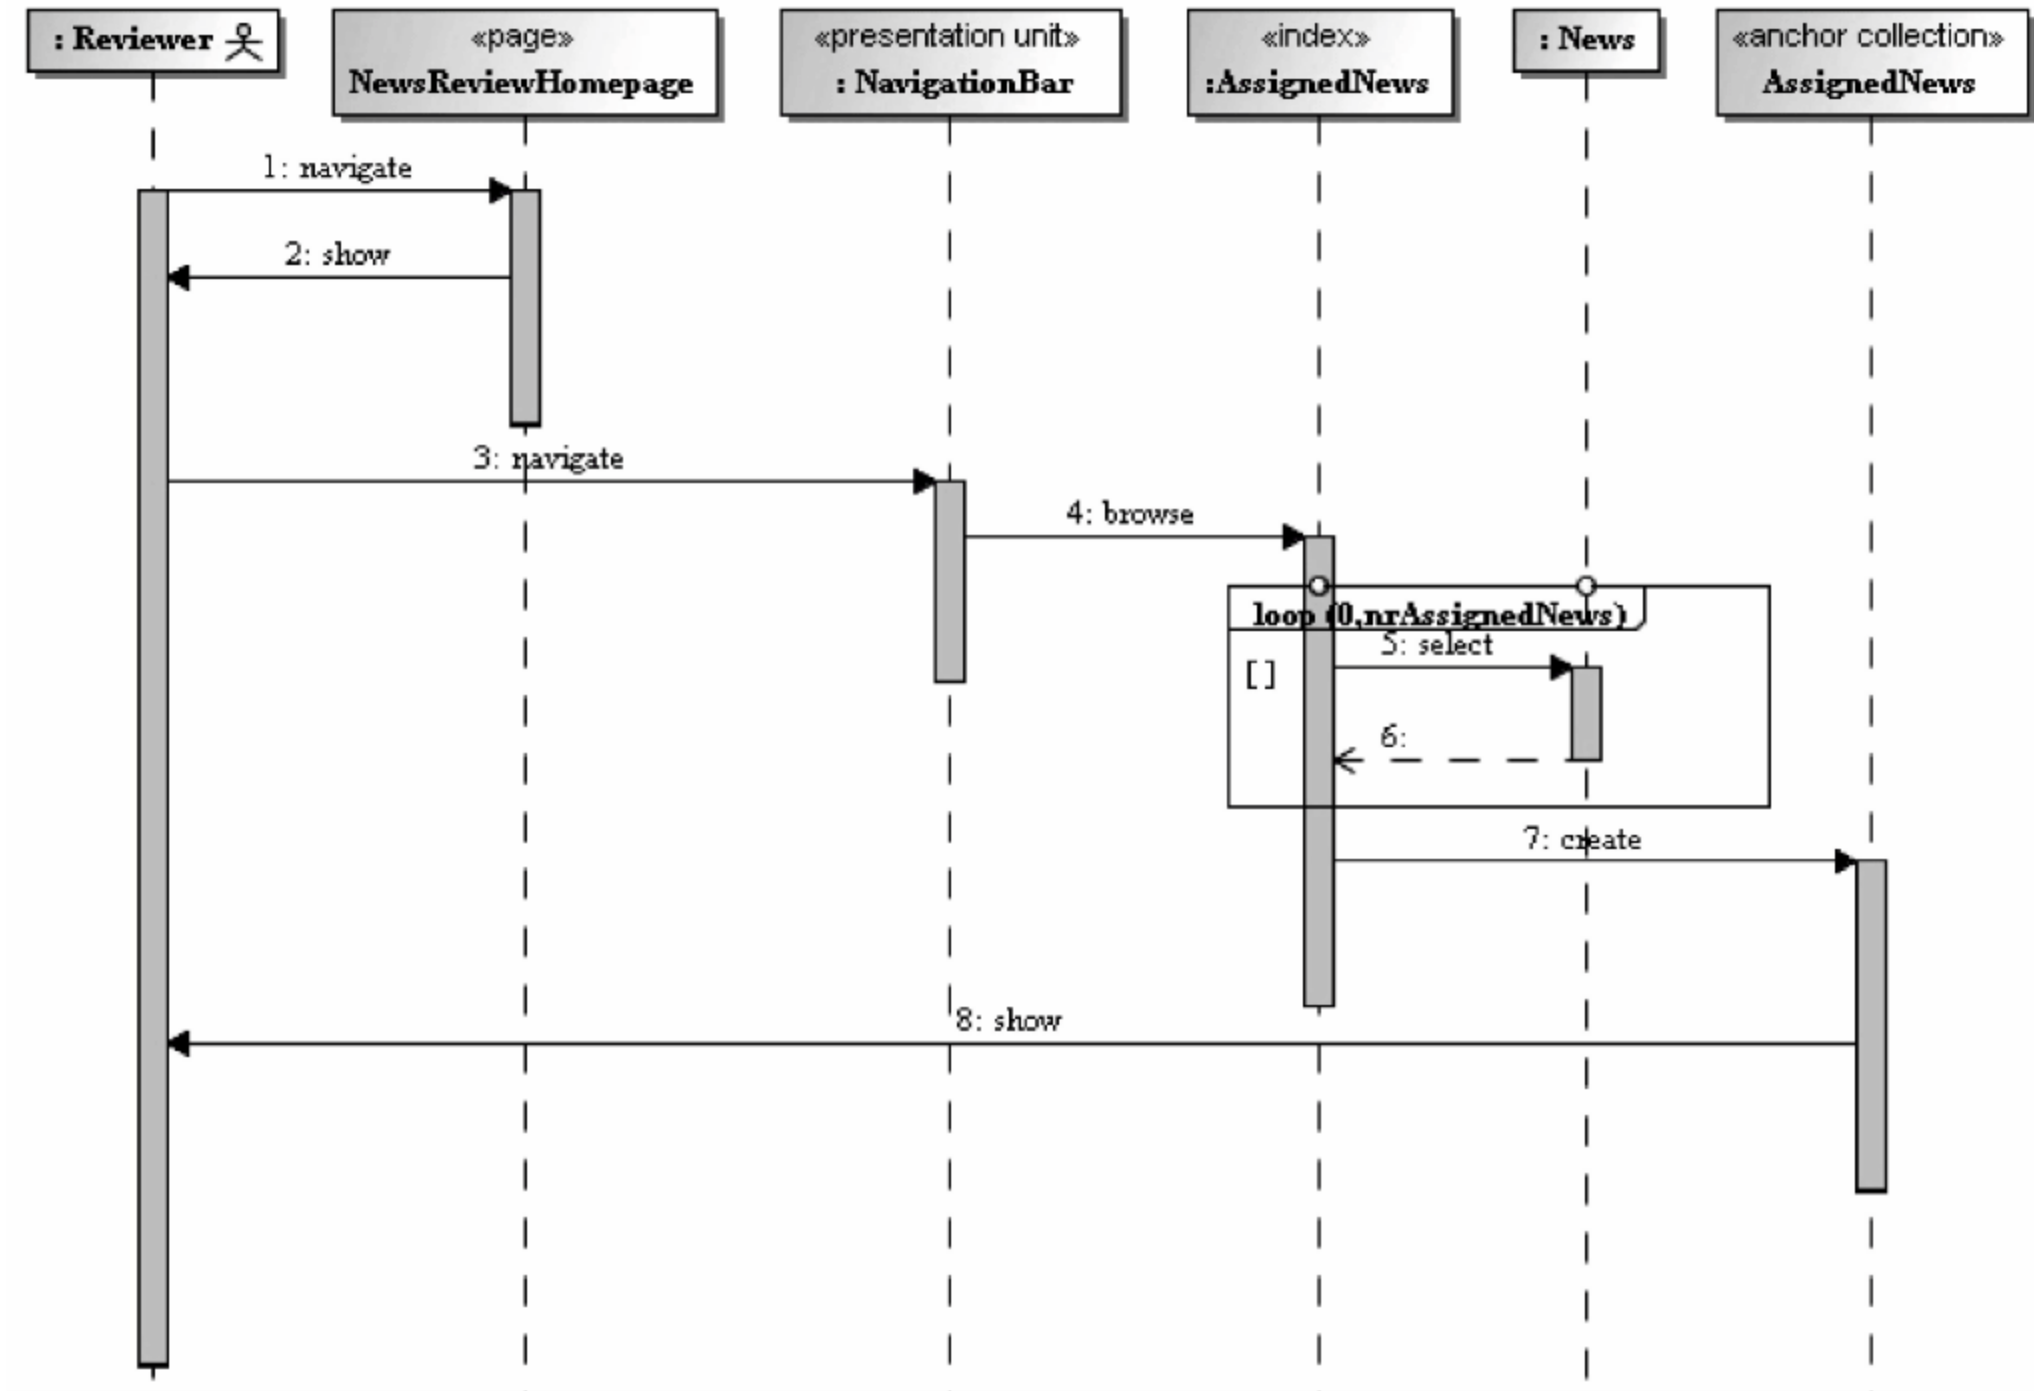 : Reviewer
«page»
NewsReviewHomepage
«presentation unit»
: NavigationBar
«index»
:AssignedNews
: News
«anchor collection»
AssignedNews
1: navigate
2: show
3: navigate
4: browse
loop (0,nrAssignedNews)
5: select
[ ]
6:
7: create
8: show